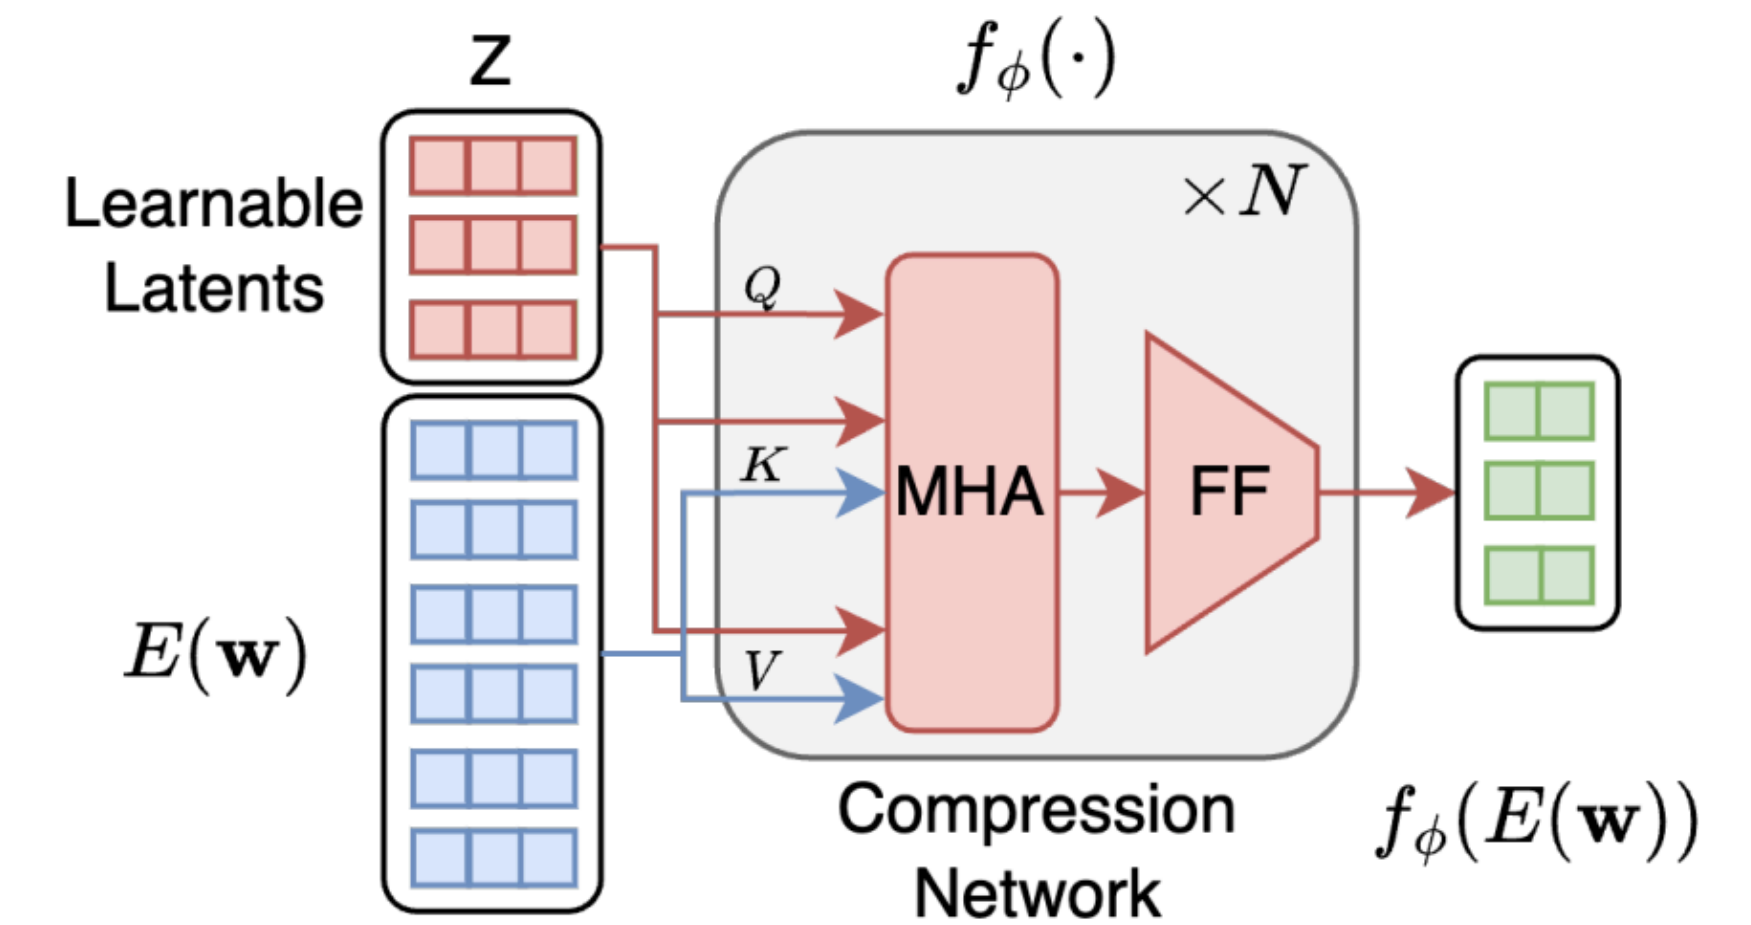 Z
f_ϕ(·)
Learnable
Latents
×N
Q
K
MHA
FF
V
E(𝐰)
Compression
Network
f_ϕ(E(𝐰))